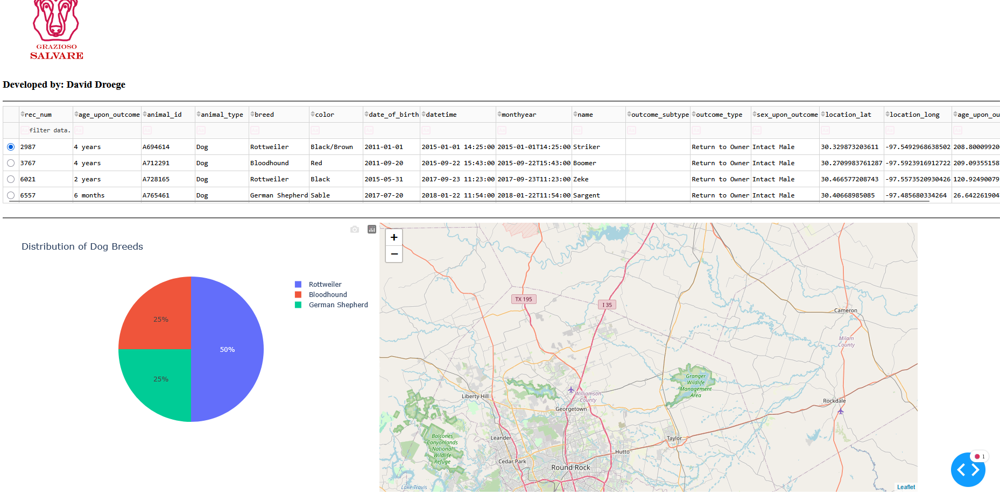 GRAZIOSO
SALVARE
Developed by: David Droege
rec_num age_upon_outcome animal_id animal_type breed color date_of_birth datetime monthyear name outcome_subtype outcome_type sex_upon_outcome location_lat location_long age_upon_ou
filter data.
2987 4 years A694614 Dog Rottweiler Black/Brown 2011-01-01 2015-01-01 14:25:00 2015-01-01T14:25:00 Striker Return to Owner Intact Male 30.329873203611 -97.5492968638502 208.800099920
3767 4 years A712291 Dog Bloodhound Red 2011-09-20 2015-09-22 15:43:00 2015-09-22T15:43:00 Boomer Return to Owner Intact Male 30.2709983761287 -97.5923916912722 209.093551587
6021 2 years A728165 Dog Rottweiler Black 2015-05-31 2017-09-23 11:23:00 2017-09-23T11:23:00 Zeke Return to Owner Intact Male 30.466577208743 -97.5573520930426 120.92490079
6557 6 months A765461 Dog German Shepherd Sable 2017-07-20 2018-01-22 11:54:00 2018-01-22T11:54:00 Sargent Return to Owner Intact Male 30.40668985085 -97.485680334264 26.642261904
Distribution of Dog Breeds
Rottweiler
Bloodhound
German Shepherd
25%
50%
25%
+
−
TX 195
I 35
Cameron
Milam
County
Granger
Wildlife
Management
Area
Liberty Hill
Williamson
County
Georgetown
Rockdale
Balcones
Canyonlands
National
Wildlife
Refuge
Leander
Taylor
Hutto
Cedar Park
Round Rock
Lake Travis
Leaflet
1